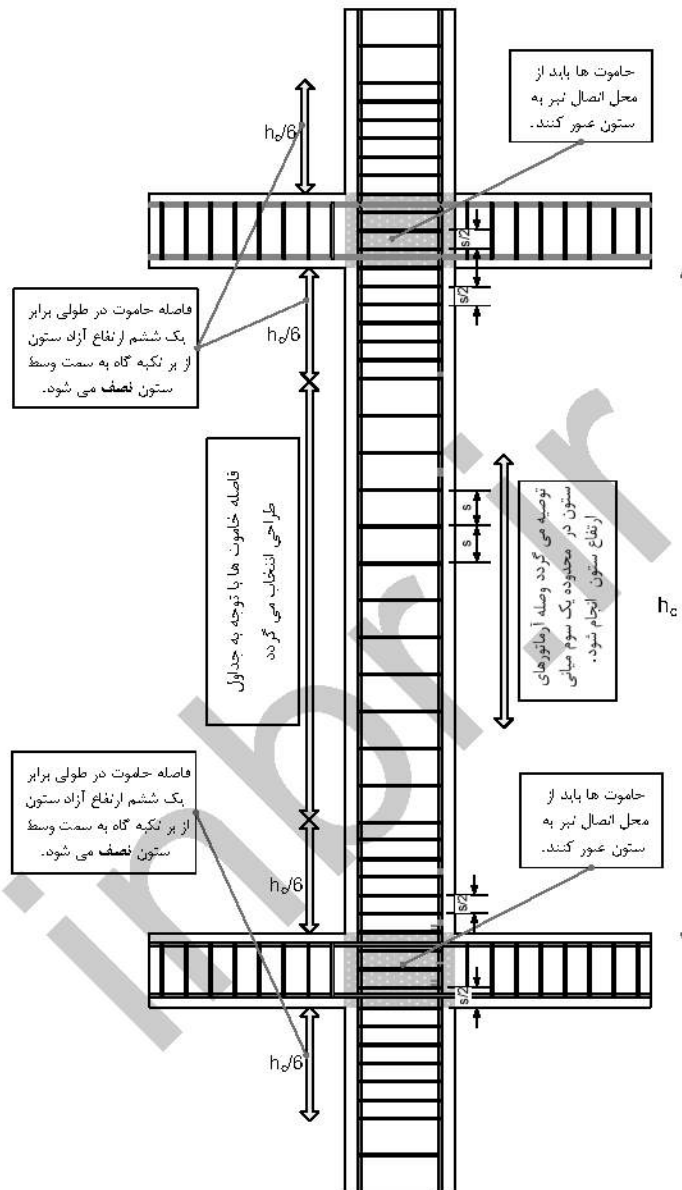 حاموت ها باید از
محل اتصال تیر به
ستون عبور کنند.
h_c/6
s/2
s/2
فاصله حاموت در طولی برابر
یک ششم ارتفاع آزاد ستون
از بر تکیه گاه به سمت وسط
ستون نصف می شود.
h_c/6
فاصله خاموت ها با توجه به جداول
طراحی انتخاب می گردد
s
s
توصیه می گردد وصله آرماتورهای
ستون در محدوده یک سوم میانی
ارتفاع ستون انجام شود.
h_c
فاصله حاموت در طولی برابر
یک ششم ارتفاع آزاد ستون
از بر تکیه گاه به سمت وسط
ستون نصف می شود.
حاموت ها باید از
محل اتصال تیر به
ستون عبور کنند.
h_c/6
s/2
s/2
h_c/6
inbr.ir